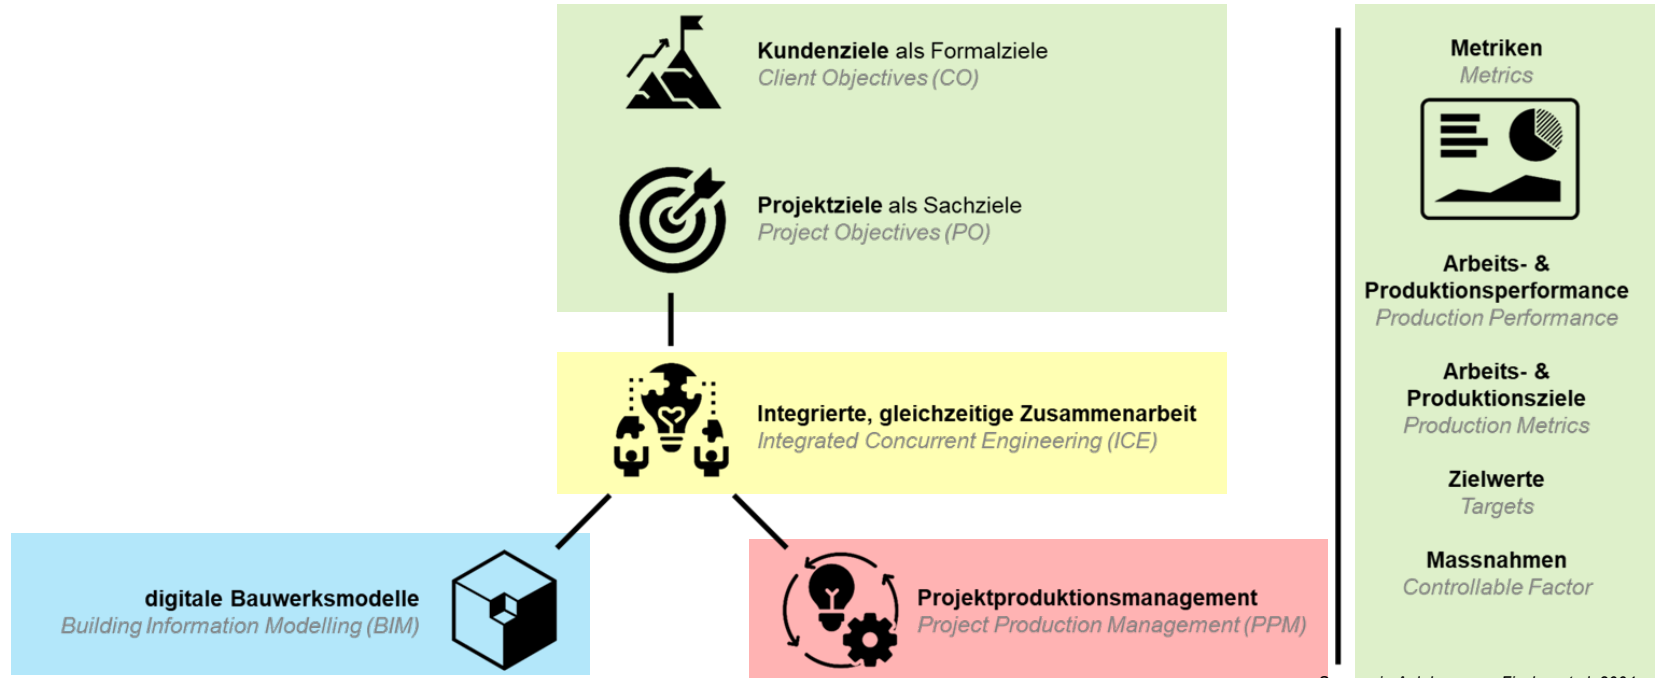 Kundenziele als Formalziele
Client Objectives (CO)
Projektziele als Sachziele
Project Objectives (PO)
Integrierte, gleichzeitige Zusammenarbeit
Integrated Concurrent Engineering (ICE)
digitale Bauwerksmodelle
Building Information Modelling (BIM)
Projektproduktionsmanagement
Project Production Management (PPM)
Metriken
Metrics
Arbeits- &
Produktionsperformance
Production Performance
Arbeits- &
Produktionsziele
Production Metrics
Zielwerte
Targets
Massnahmen
Controllable Factor